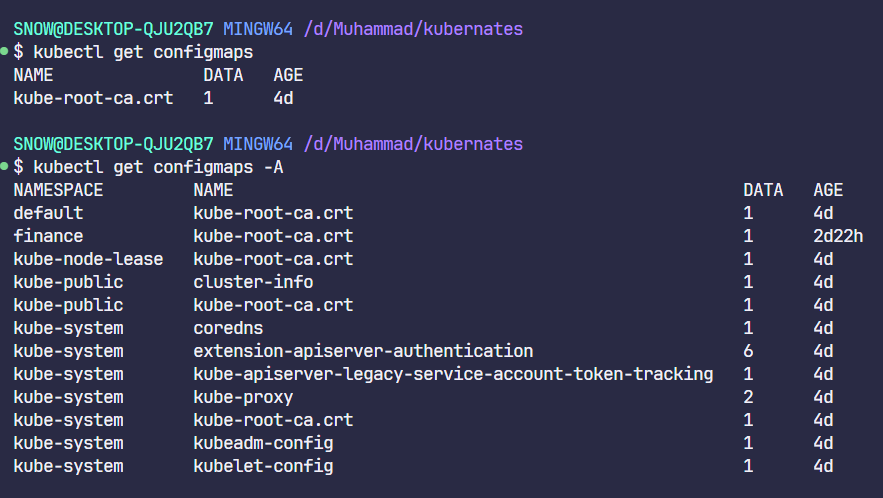 SNOW@DESKTOP-QJU2QB7 MINGW64 /d/Muhammad/kubernates
$ kubectl get configmaps
NAME DATA AGE
kube-root-ca.crt 1 4d
SNOW@DESKTOP-QJU2QB7 MINGW64 /d/Muhammad/kubernates
$ kubectl get configmaps -A
NAMESPACE NAME DATA AGE
default kube-root-ca.crt 1 4d
finance kube-root-ca.crt 1 2d22h
kube-node-lease kube-root-ca.crt 1 4d
kube-public cluster-info 1 4d
kube-public kube-root-ca.crt 1 4d
kube-system coredns 1 4d
kube-system extension-apiserver-authentication 6 4d
kube-system kube-apiserver-legacy-service-account-token-tracking 1 4d
kube-system kube-proxy 2 4d
kube-system kube-root-ca.crt 1 4d
kube-system kubeadm-config 1 4d
kube-system kubelet-config 1 4d